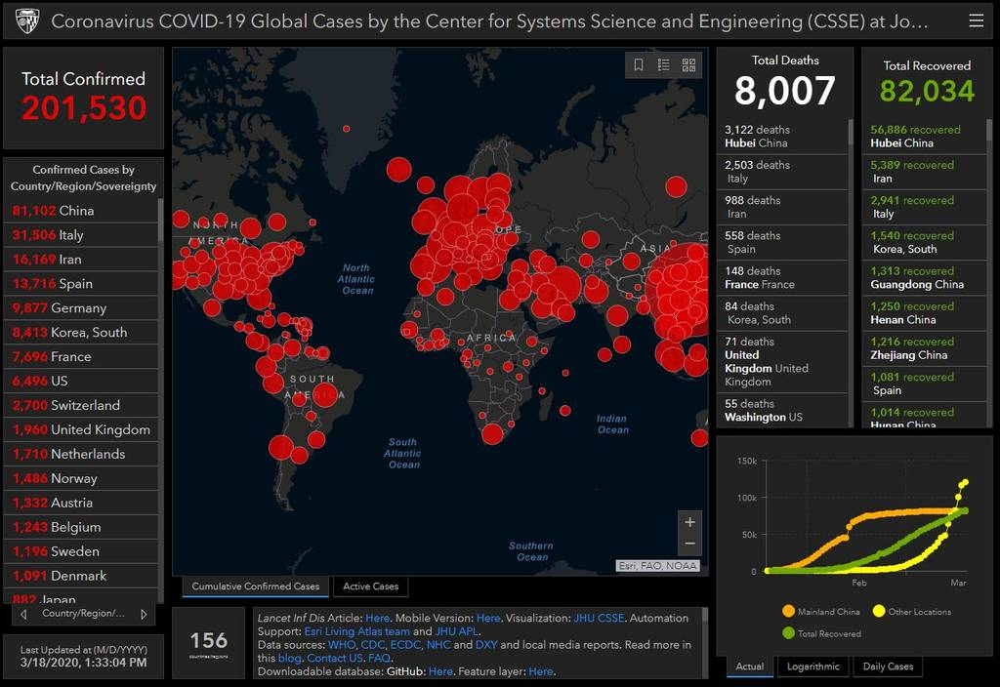 Coronavirus COVID-19 Global Cases by the Center for Systems Science and Engineering (CSSE) at Jo...
Total Confirmed
201,530
Confirmed Cases by
Country/Region/Sovereignty
81,102 China
31,506 Italy
16,169 Iran
13,716 Spain
9,877 Germany
8,413 Korea, South
7,696 France
6,496 US
2,700 Switzerland
1,960 United Kingdom
1,710 Netherlands
1,486 Norway
1,332 Austria
1,243 Belgium
1,196 Sweden
1,091 Denmark
882 Japan
Country/Region/...
Last Updated at (M/D/YYYY)
3/18/2020, 1:33:04 PM
NORTH
AMERICA
North
Atlantic
Ocean
OPE
ASIA
AFRICA
SOUTH
AMERICA
Indian
Ocean
South
Atlantic
Ocean
Southern
Ocean
+
−
Esri, FAO, NOAA
Cumulative Confirmed Cases
Active Cases
156
countries/regions
Lancet Inf Dis Article: Here. Mobile Version: Here. Visualization: JHU CSSE. Automation
Support: Esri Living Atlas team and JHU APL.
Data sources: WHO, CDC, ECDC, NHC and DXY and local media reports. Read more in
this blog. Contact US. FAQ.
Downloadable database: GitHub: Here. Feature layer: Here.
Total Deaths
8,007
3,122 deaths
Hubei China
2,503 deaths
Italy
988 deaths
Iran
558 deaths
Spain
148 deaths
France France
84 deaths
Korea, South
71 deaths
United
Kingdom United
Kingdom
55 deaths
Washington US
Total Recovered
82,034
56,886 recovered
Hubei China
5,389 recovered
Iran
2,941 recovered
Italy
1,540 recovered
Korea, South
1,313 recovered
Guangdong China
1,250 recovered
Henan China
1,216 recovered
Zhejiang China
1,081 recovered
Spain
1,014 recovered
Hunan China
150k
100k
50k
0
Feb
Mar
Mainland China
Other Locations
Total Recovered
Actual
Logarithmic
Daily Cases